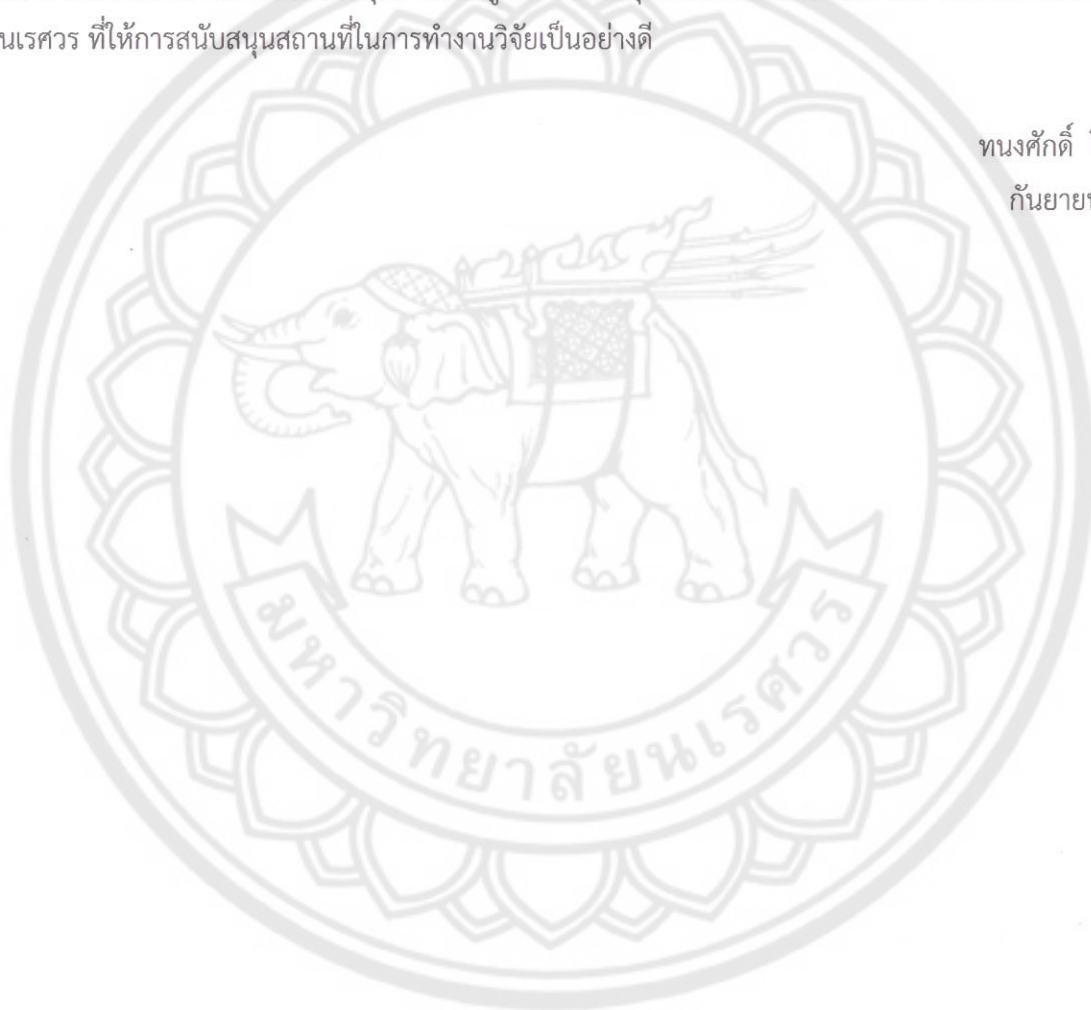 นเรศวร ที่ให้การสนับสนุนสถานที่ในการทำงานวิจัยเป็นอย่างดี
ทนงศักดิ์
กันยาย
มหาวิทยาลัยนเรศวร